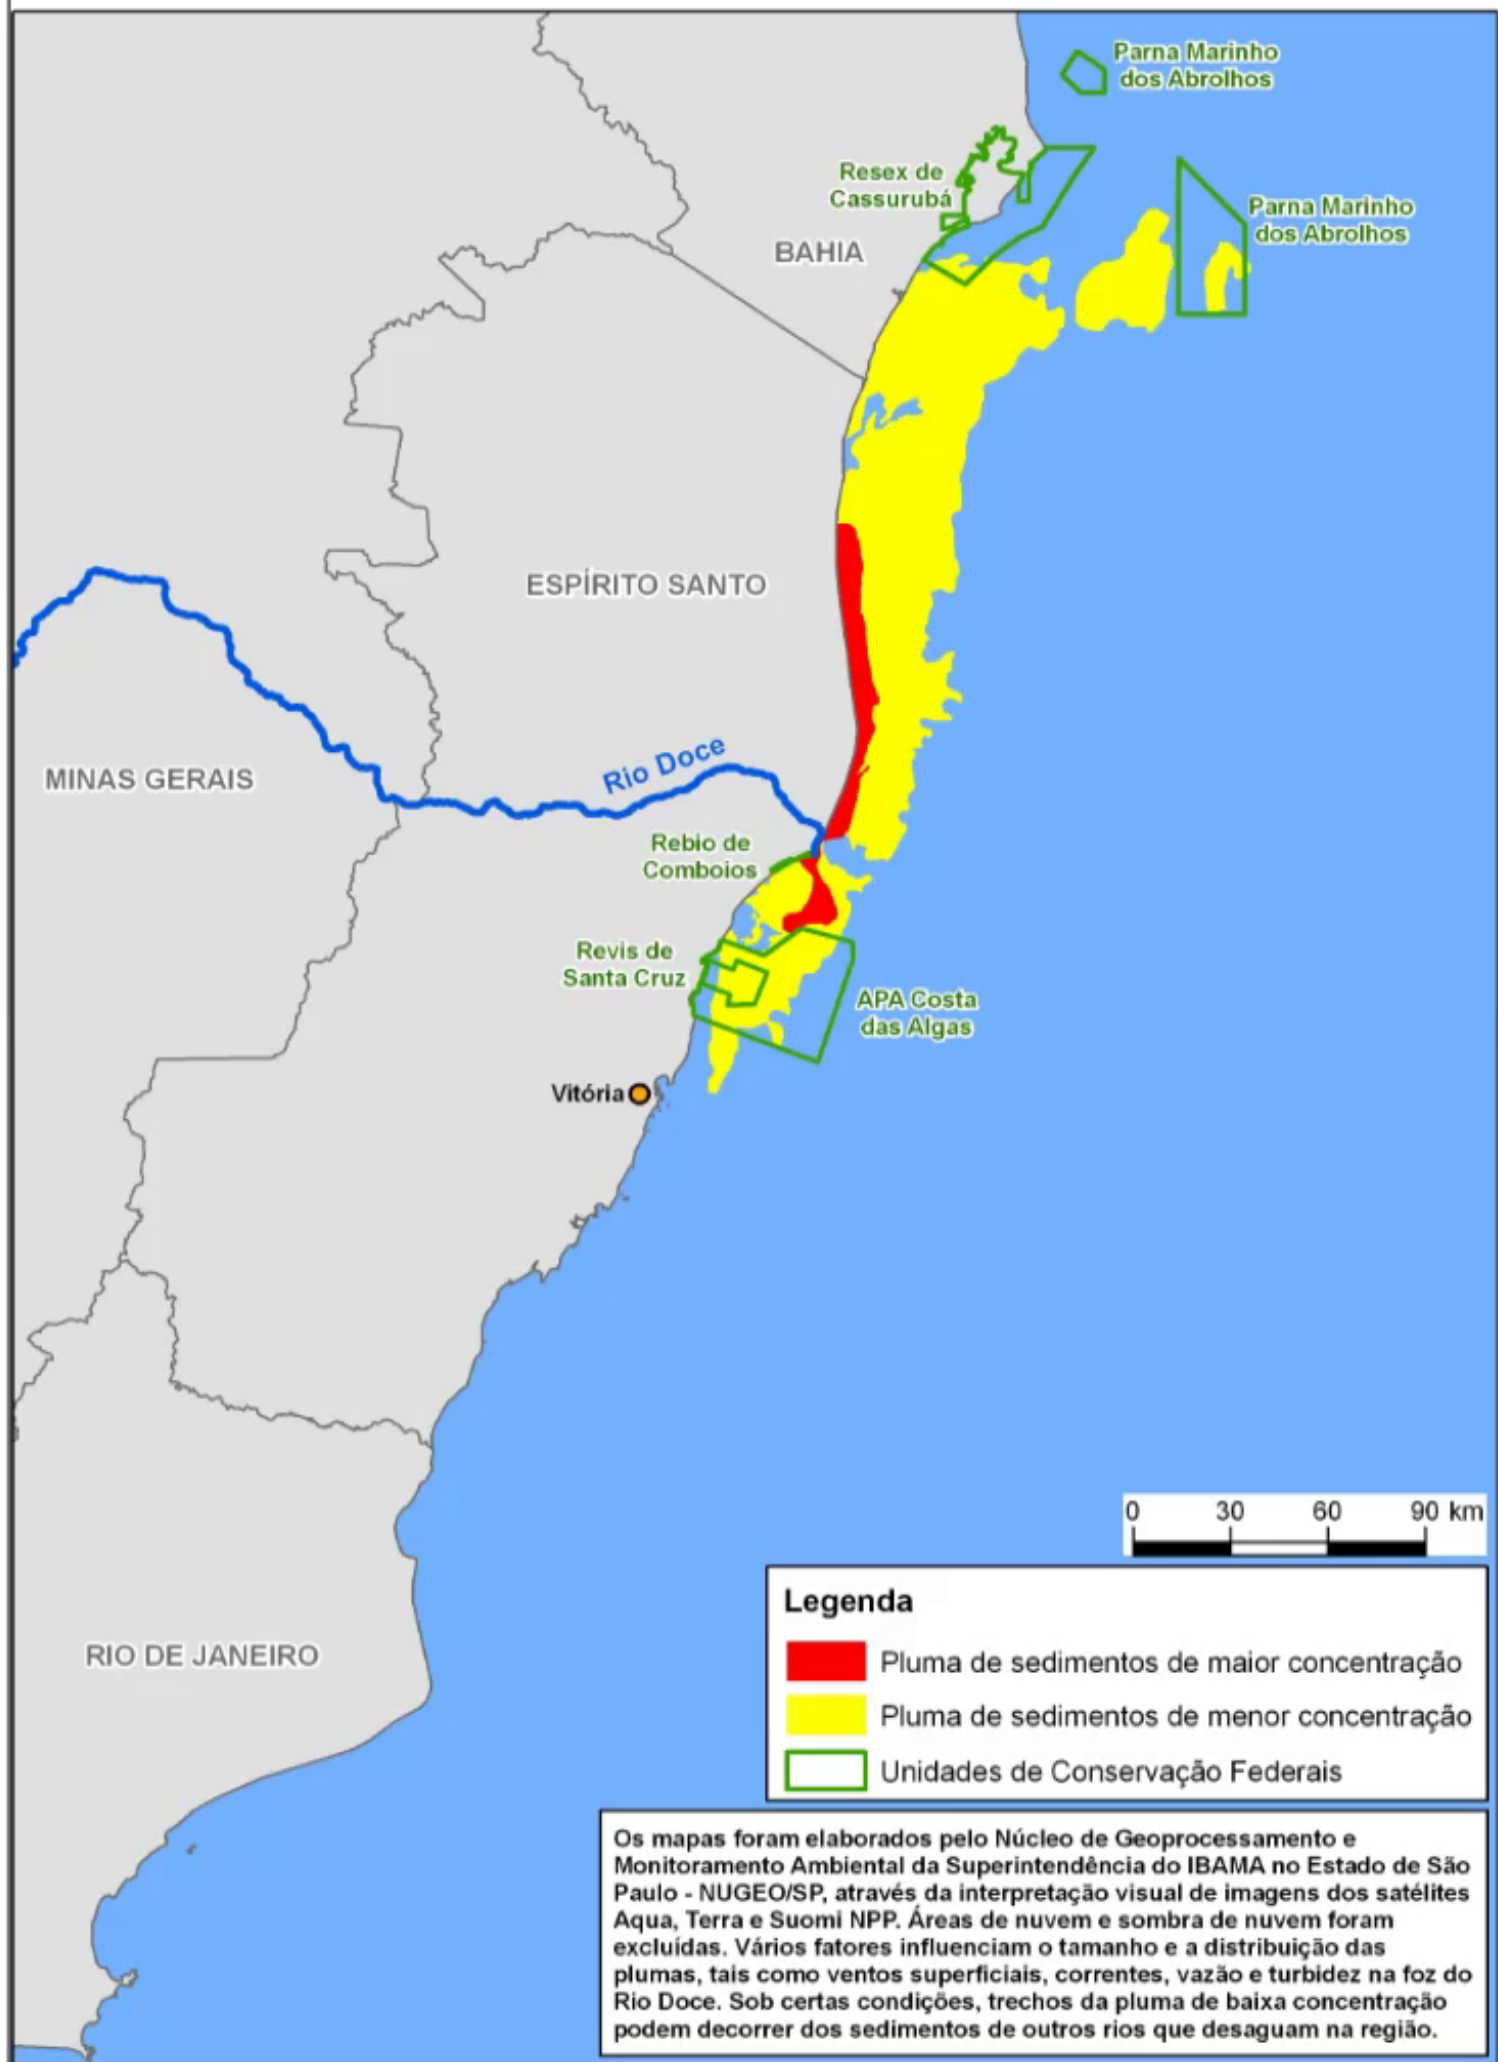 Parna Marinho
dos Abrolhos
Resex de
Cassurubá
Parna Marinho
dos Abrolhos
BAHIA
ESPÍRITO SANTO
Rio Doce
MINAS GERAIS
Rebio de
Comboios
Revis de
Santa Cruz
APA Costa
das Algas
Vitória
0 30 60 90 km
RIO DE JANEIRO
Legenda
Pluma de sedimentos de maior concentração
Pluma de sedimentos de menor concentração
Unidades de Conservação Federais
Os mapas foram elaborados pelo Núcleo de Geoprocessamento e
Monitoramento Ambiental da Superintendência do IBAMA no Estado de São
Paulo - NUGEO/SP, através da interpretação visual de imagens dos satélites
Aqua, Terra e Suomi NPP. Áreas de nuvem e sombra de nuvem foram
excluídas. Vários fatores influenciam o tamanho e a distribuição das
plumas, tais como ventos superficiais, correntes, vazão e turbidez na foz do
Rio Doce. Sob certas condições, trechos da pluma de baixa concentração
podem decorrer dos sedimentos de outros rios que desaguam na região.